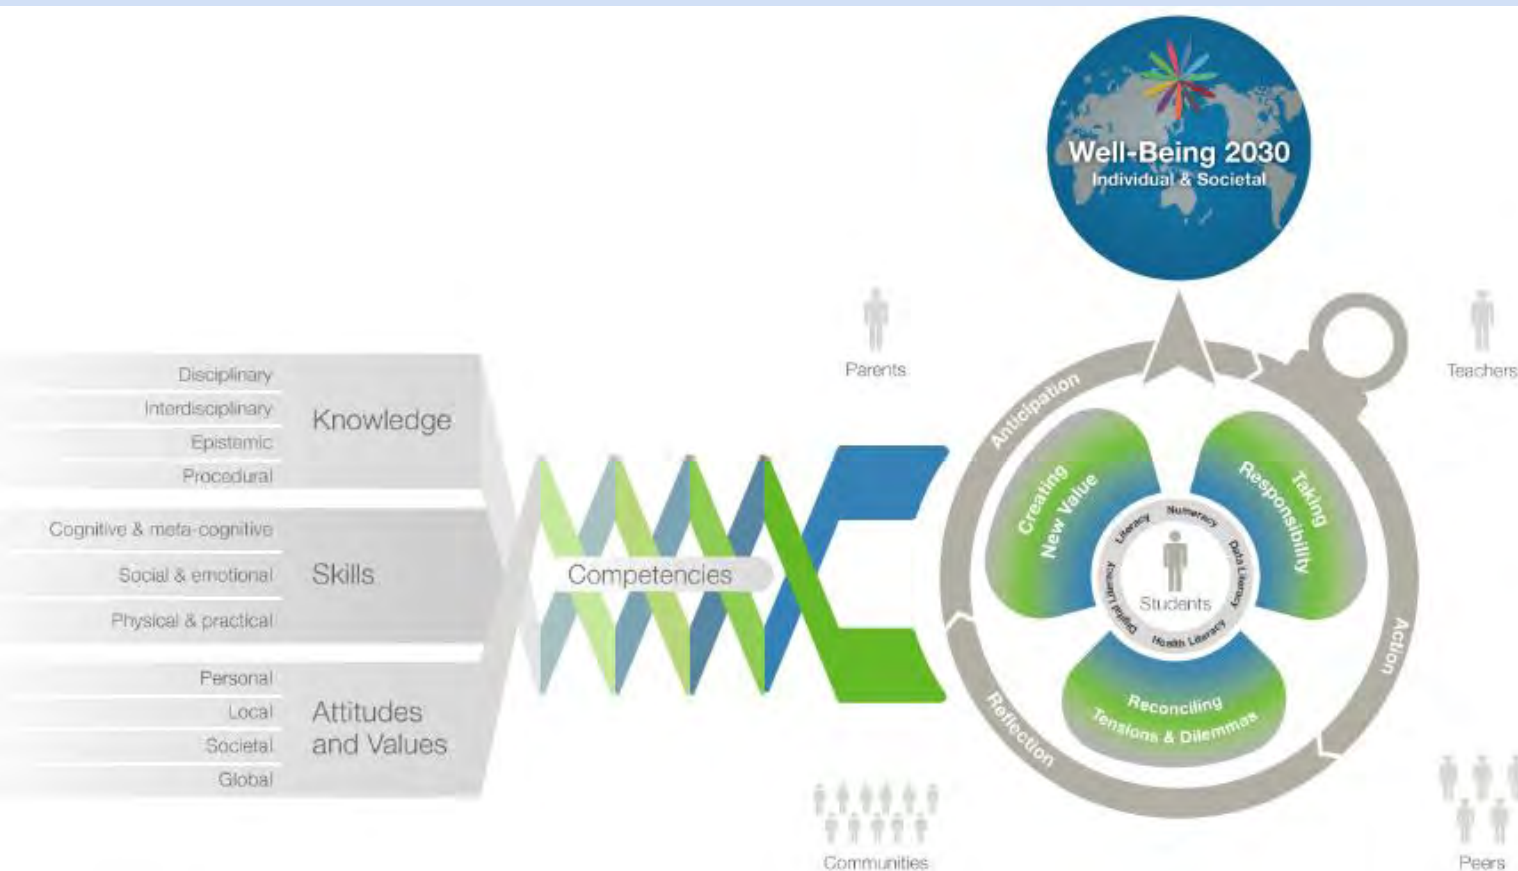 Well-Being 2030
Individual & Societal
Parents
Teachers
Disciplinary
Interdisciplinary
Epistemic
Procedural
Knowledge
Cognitive & meta-cognitive
Social & emotional
Physical & practical
Skills
Personal
Local
Societal
Global
Attitudes
and Values
Competencies
Anticipation
Action
Reflection
Creating
New Value
Taking
Responsibility
Reconciling
Tensions & Dilemmas
Literacy
Numeracy
Data Literacy
Health Literacy
Digital Literacy
Students
Communities
Peers